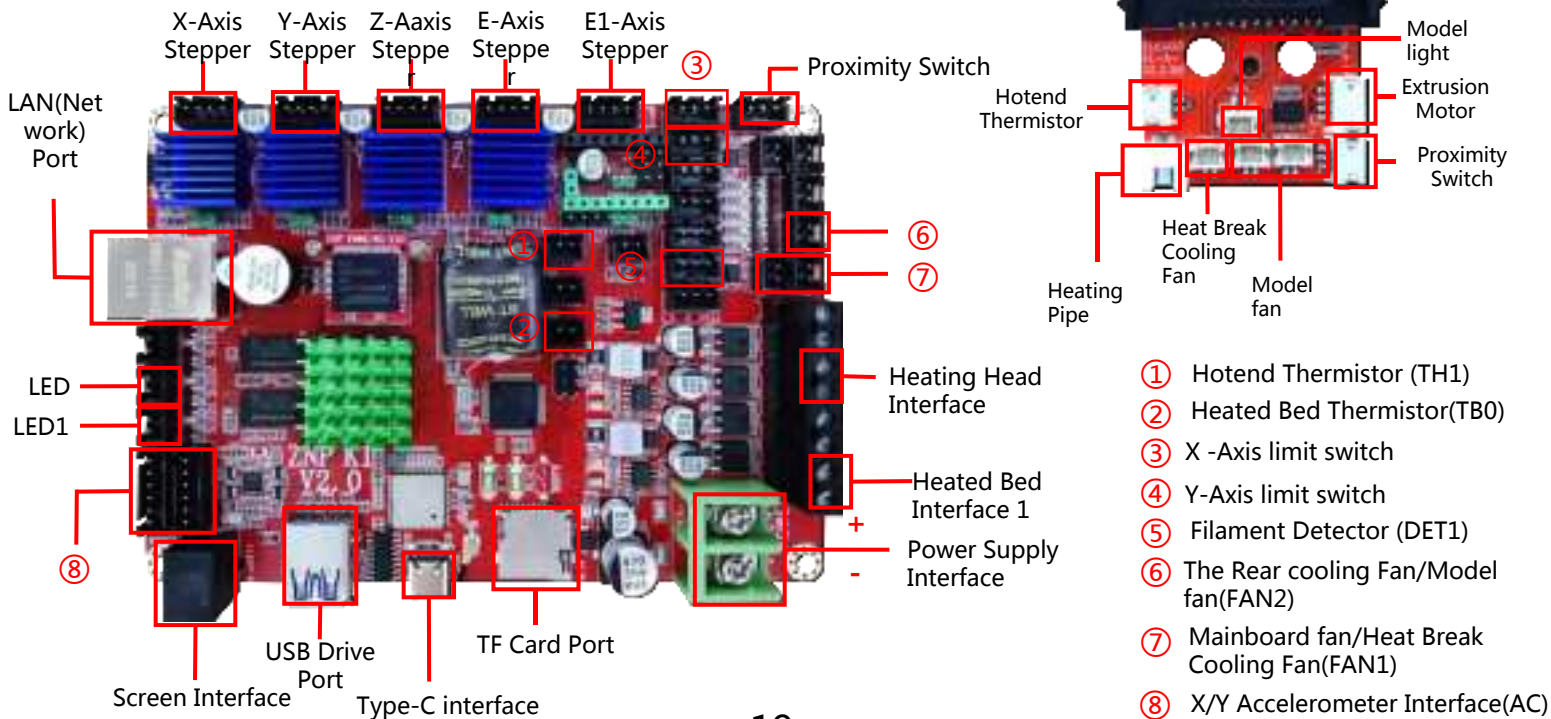 X-Axis
Stepper
Y-Axis
Stepper
Z-Aaxis
Steppe
r
E-Axis
Steppe
r
E1-Axis
Stepper
③
Proximity Switch
LAN(Net
work)
Port
④
①
⑤
②
⑥
⑦
LED
LED1
⑧
ZNP K1
V2.0
Heating Head
Interface
Heated Bed
Interface 1
+
-
Power Supply
Interface
Screen Interface
USB Drive
Port
Type-C interface
TF Card Port
Model
light
Hotend
Thermistor
Extrusion
Motor
Proximity
Switch
Heating
Pipe
Heat Break
Cooling
Fan
Model
fan
① Hotend Thermistor (TH1)
② Heated Bed Thermistor(TB0)
③ X -Axis limit switch
④ Y-Axis limit switch
⑤ Filament Detector (DET1)
⑥ The Rear cooling Fan/Model
fan(FAN2)
⑦ Mainboard fan/Heat Break
Cooling Fan(FAN1)
⑧ X/Y Accelerometer Interface(AC)